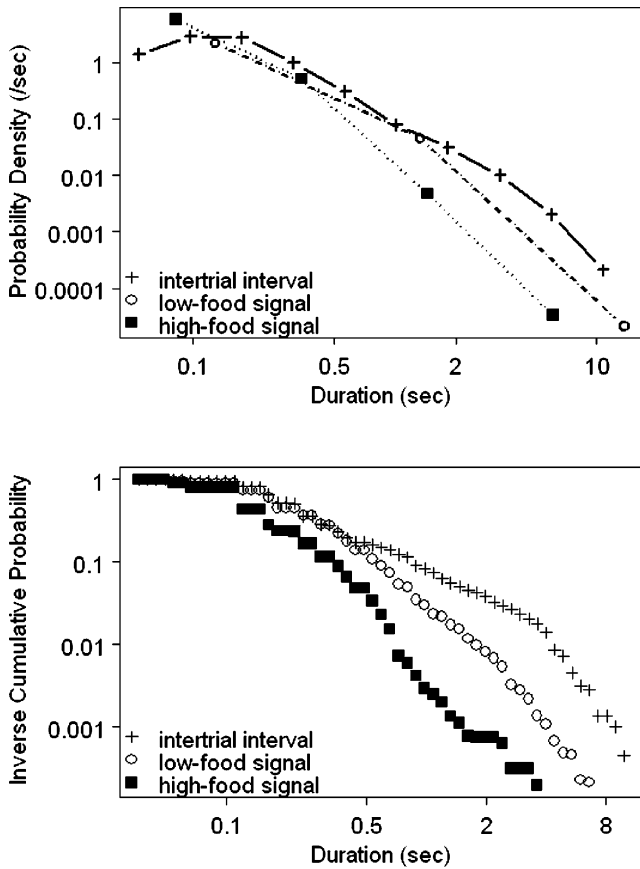 Probability Density (/sec)
1
0.1
0.01
0.001
0.0001
intertrial interval
low-food signal
high-food signal
0.1 0.5 2 10
Duration (sec)
Inverse Cumulative Probability
1
0.1
0.01
0.001
intertrial interval
low-food signal
high-food signal
0.1 0.5 2 8
Duration (sec)